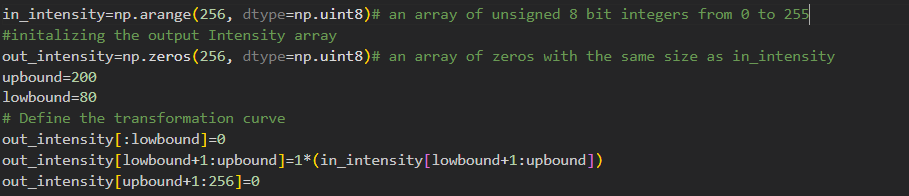 in_intensity=np.arange(256, dtype=np.uint8)# an array of unsigned 8 bit integers from 0 to 255
#initalizing the output Intensity array
out_intensity=np.zeros(256, dtype=np.uint8)# an array of zeros with the same size as in_intensity
upbound=200
lowbound=80
# Define the transformation curve
out_intensity[:lowbound]=0
out_intensity[lowbound+1:upbound]=1*(in_intensity[lowbound+1:upbound])
out_intensity[upbound+1:256]=0